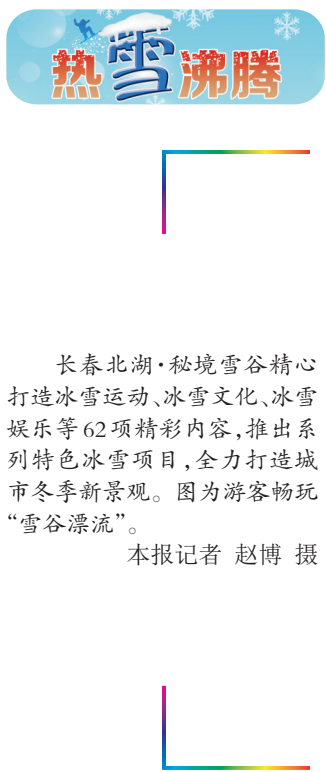 热雪沸腾
长春北湖·秘境雪谷精心
打造冰雪运动、冰雪文化、冰雪
娱乐等62项精彩内容,推出系
列特色冰雪项目,全力打造城
市冬季新景观。图为游客畅玩
“雪谷漂流”。
本报记者 赵博 摄